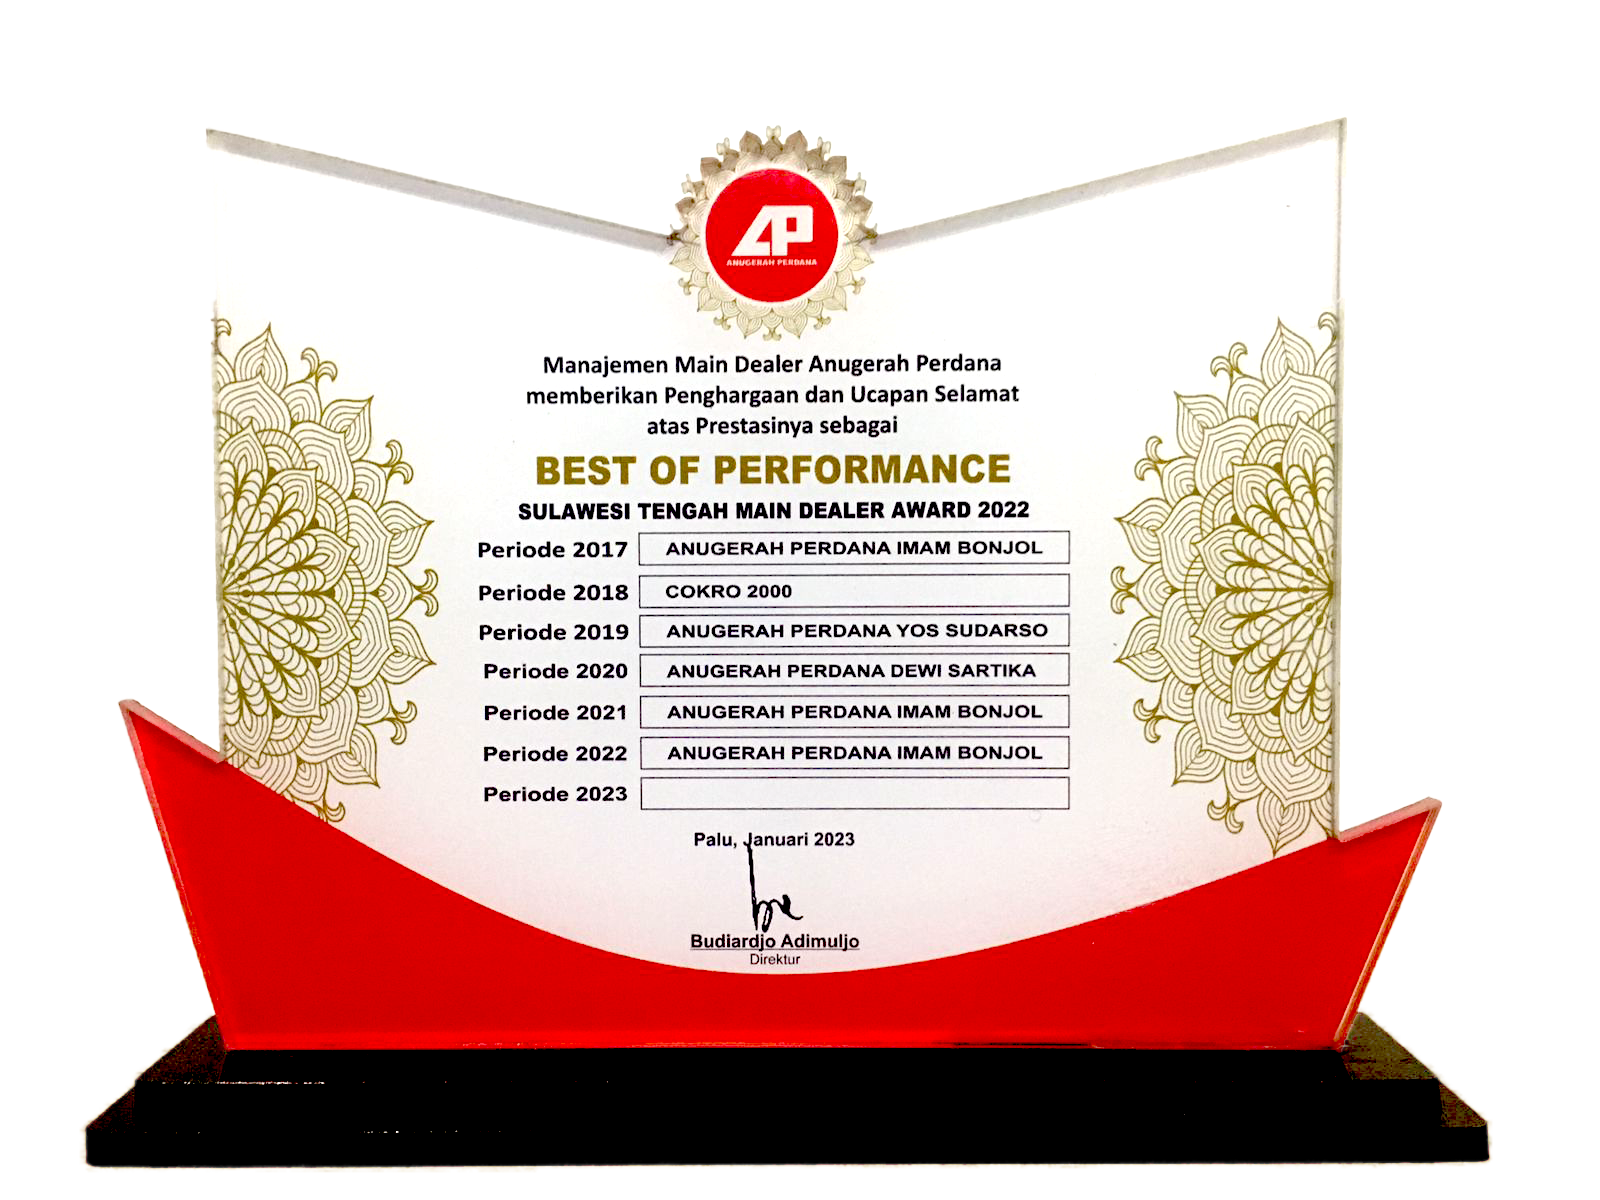 AP
ANUGERAH PERDANA
Manajemen Main Dealer Anugerah Perdana
memberikan Penghargaan dan Ucapan Selamat
atas Prestasinya sebagai
BEST OF PERFORMANCE
SULAWESI TENGAH MAIN DEALER AWARD 2022
Periode 2017 ANUGERAH PERDANA IMAM BONJOL
Periode 2018 COKRO 2000
Periode 2019 ANUGERAH PERDANA YOS SUDARSO
Periode 2020 ANUGERAH PERDANA DEWI SARTIKA
Periode 2021 ANUGERAH PERDANA IMAM BONJOL
Periode 2022 ANUGERAH PERDANA IMAM BONJOL
Periode 2023
Palu, Januari 2023
Budiardjo Adimuljo
Direktur